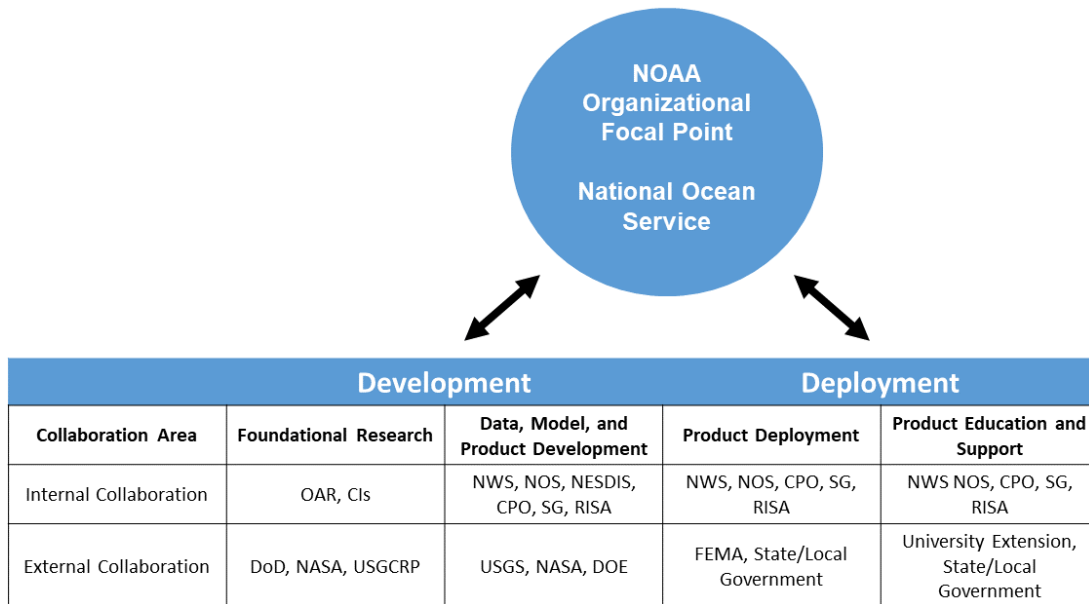 NOAA
Organizational
Focal Point
National Ocean
Service
Development
Deployment
Collaboration Area
Foundational Research
Data, Model, and
Product Development
Product Deployment
Product Education and
Support
Internal Collaboration
OAR, CIs
NWS, NOS, NESDIS,
CPO, SG, RISA
NWS, NOS, CPO, SG,
RISA
NWS NOS, CPO, SG,
RISA
External Collaboration
DoD, NASA, USGCRP
USGS, NASA, DOE
FEMA, State/Local
Government
University Extension,
State/Local
Government